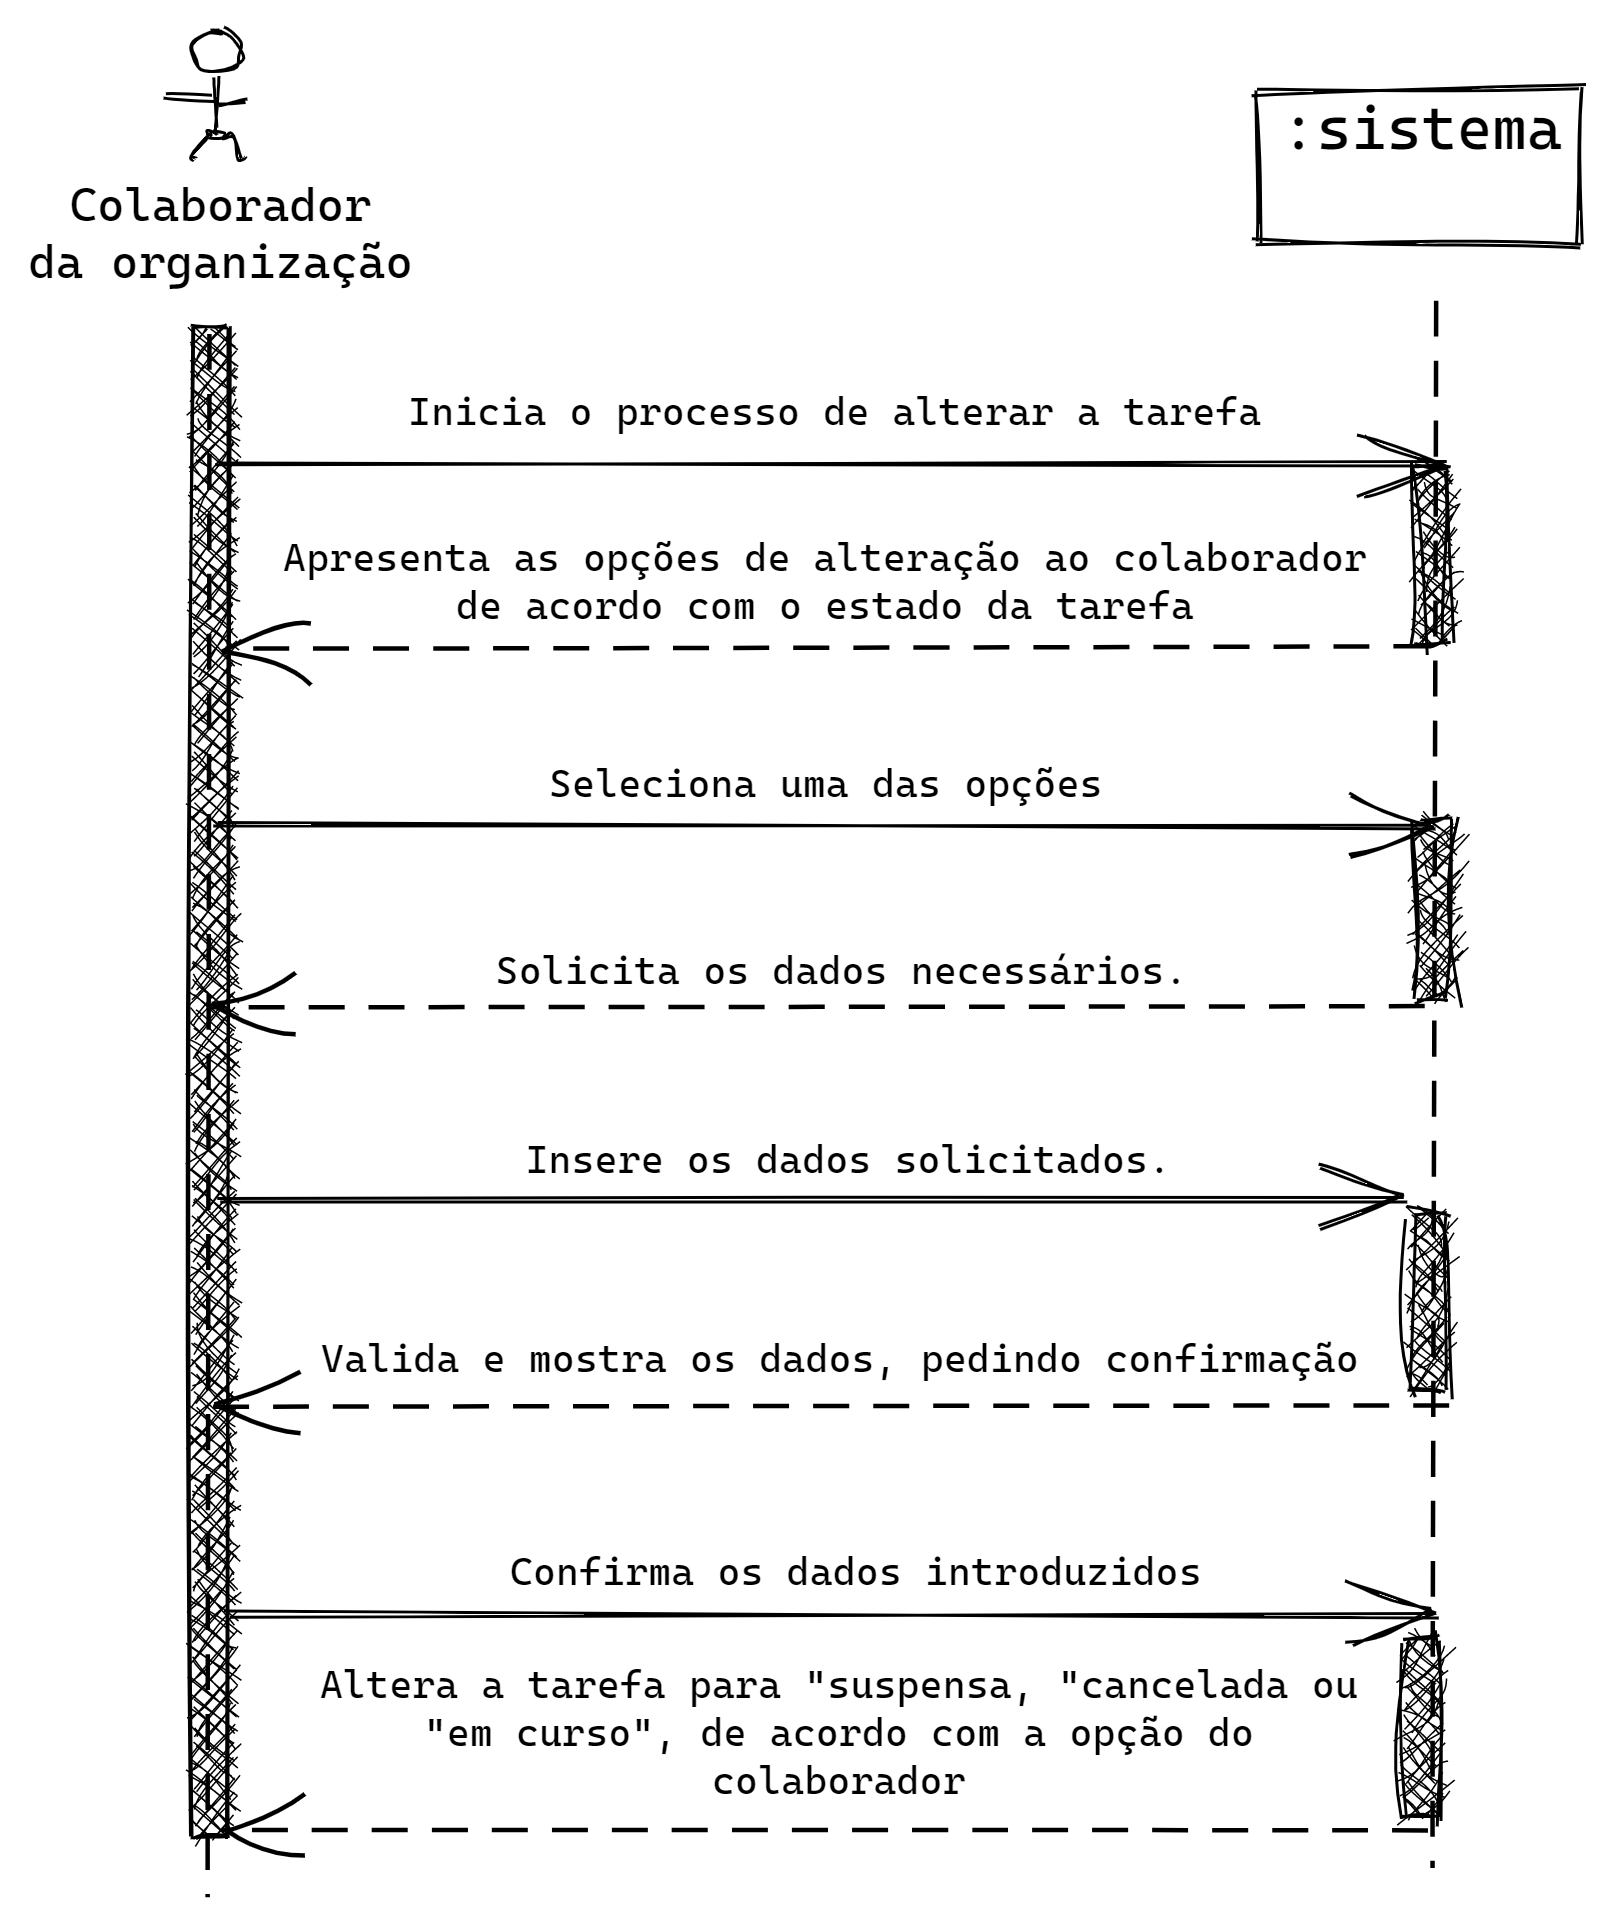 Colaborador
da organização
:sistema
Inicia o processo de alterar a tarefa
Apresenta as opções de alteração ao colaborador
de acordo com o estado da tarefa
Seleciona uma das opções
Solicita os dados necessários.
Insere os dados solicitados.
Valida e mostra os dados, pedindo confirmação
Confirma os dados introduzidos
Altera a tarefa para "suspensa, "cancelada ou
"em curso", de acordo com a opção do
colaborador